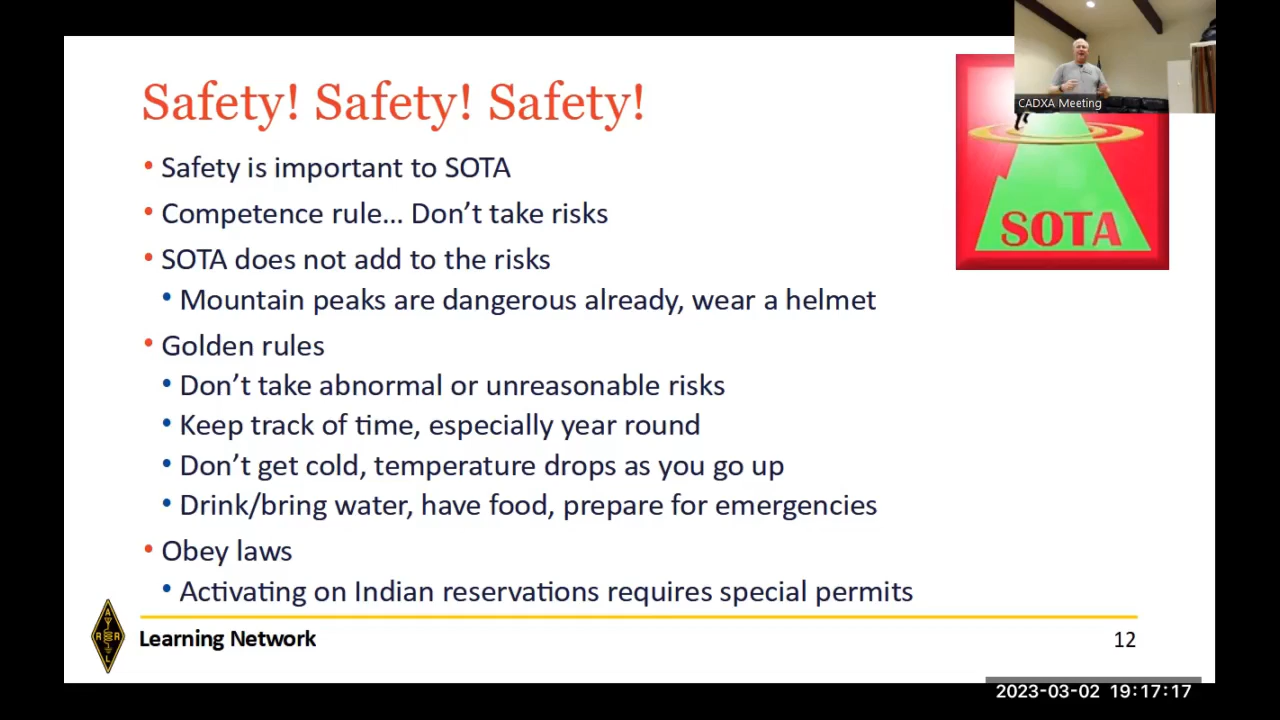 CADXA Meeting
Safety! Safety! Safety!
• Safety is important to SOTA
• Competence rule... Don't take risks
• SOTA does not add to the risks
• Mountain peaks are dangerous already, wear a helmet
• Golden rules
• Don't take abnormal or unreasonable risks
• Keep track of time, especially year round
• Don't get cold, temperature drops as you go up
• Drink/bring water, have food, prepare for emergencies
• Obey laws
• Activating on Indian reservations requires special permits
SOTA
A
R R
L
Learning Network
12
2023-03-02 19:17:17